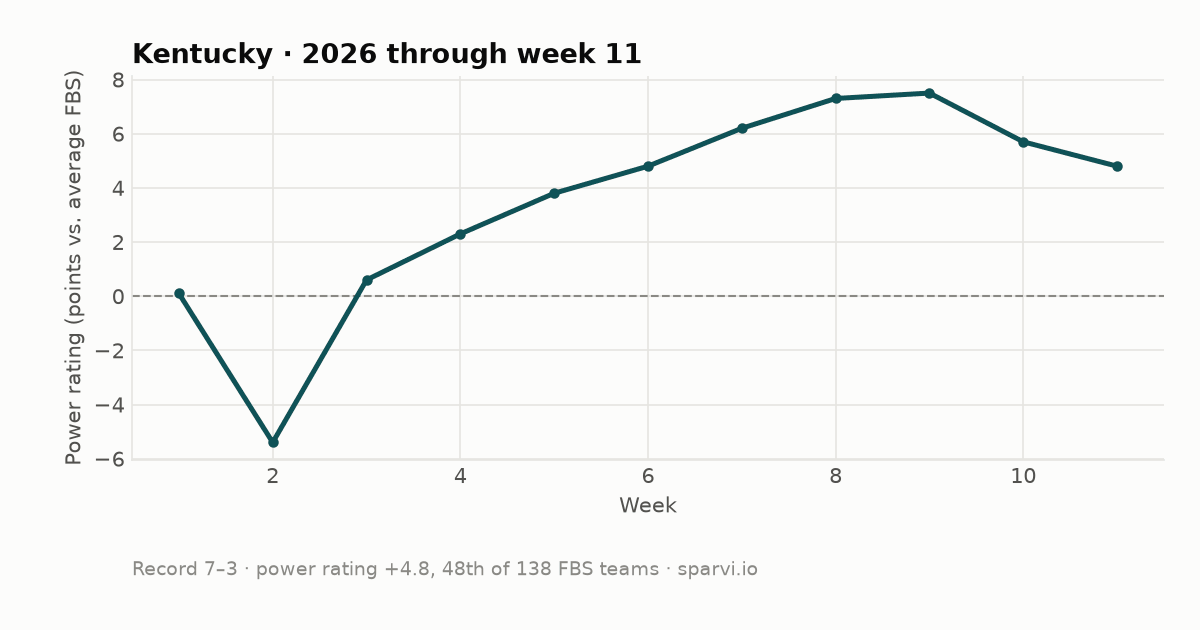 Kentucky · 2026 through week 11
Power rating (points vs. average FBS)
8
6
4
2
0
−2
−4
−6
2 4 6 8 10
Week
Record 7–3 · power rating +4.8, 48th of 138 FBS teams · sparvi.io